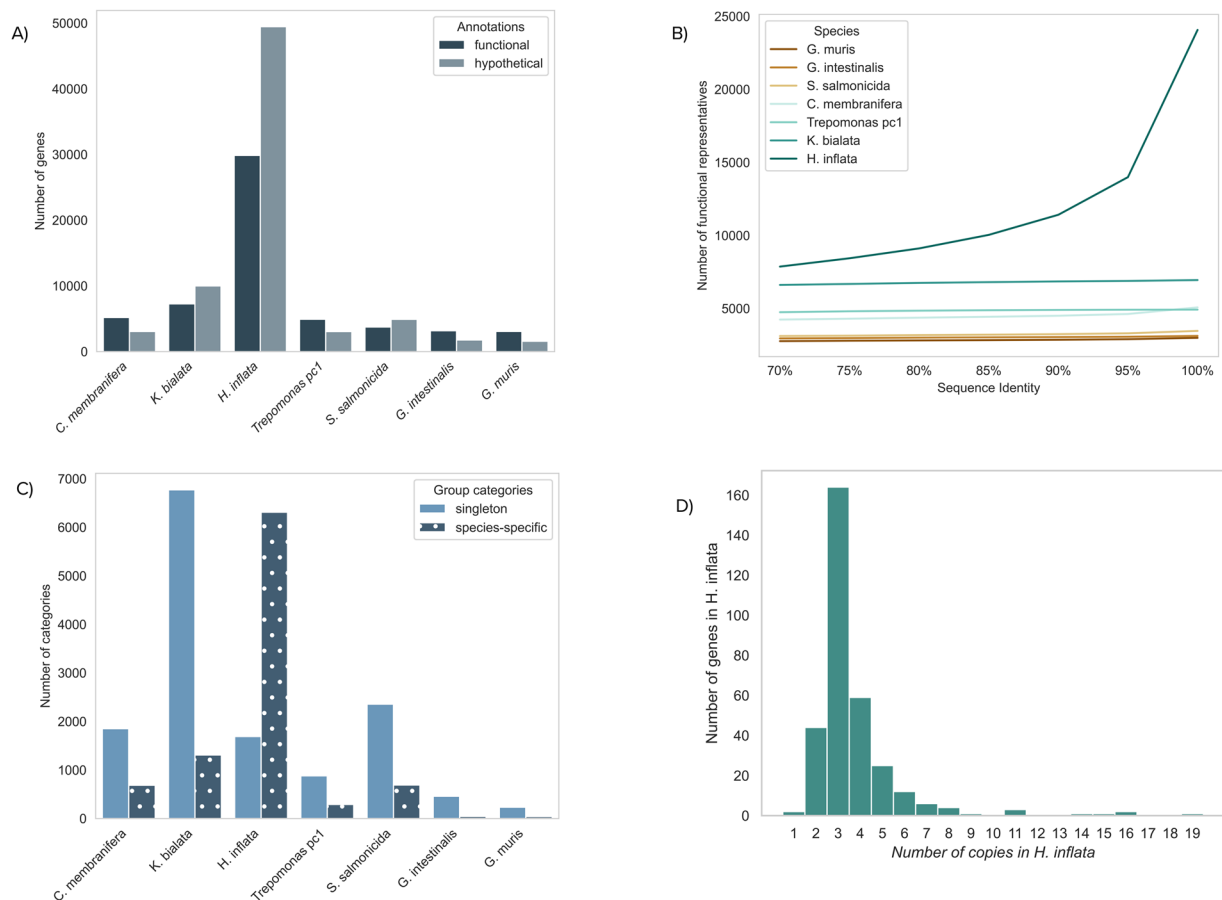 A)
Number of genes
50000
40000
30000
20000
10000
0
Annotations
functional
hypothetical
C. membranifera
K. bialata
H. inflata
Trepomonas pc1
S. salmonicida
G. intestinalis
G. muris
B)
Number of functional representatives
25000
20000
15000
10000
5000
Species
G. muris
G. intestinalis
S. salmonicida
C. membranifera
Trepomonas pc1
K. bialata
H. inflata
70% 75% 80% 85% 90% 95% 100%
Sequence Identity
C)
Number of categories
7000
6000
5000
4000
3000
2000
1000
0
Group categories
singleton
species-specific
C. membranifera
K. bialata
H. inflata
Trepomonas pc1
S. salmonicida
G. intestinalis
G. muris
D)
Number of genes in H. inflata
160
140
120
100
80
60
40
20
0
1 2 3 4 5 6 7 8 9 10 11 12 13 14 15 16 17 18 19
Number of copies in H. inflata